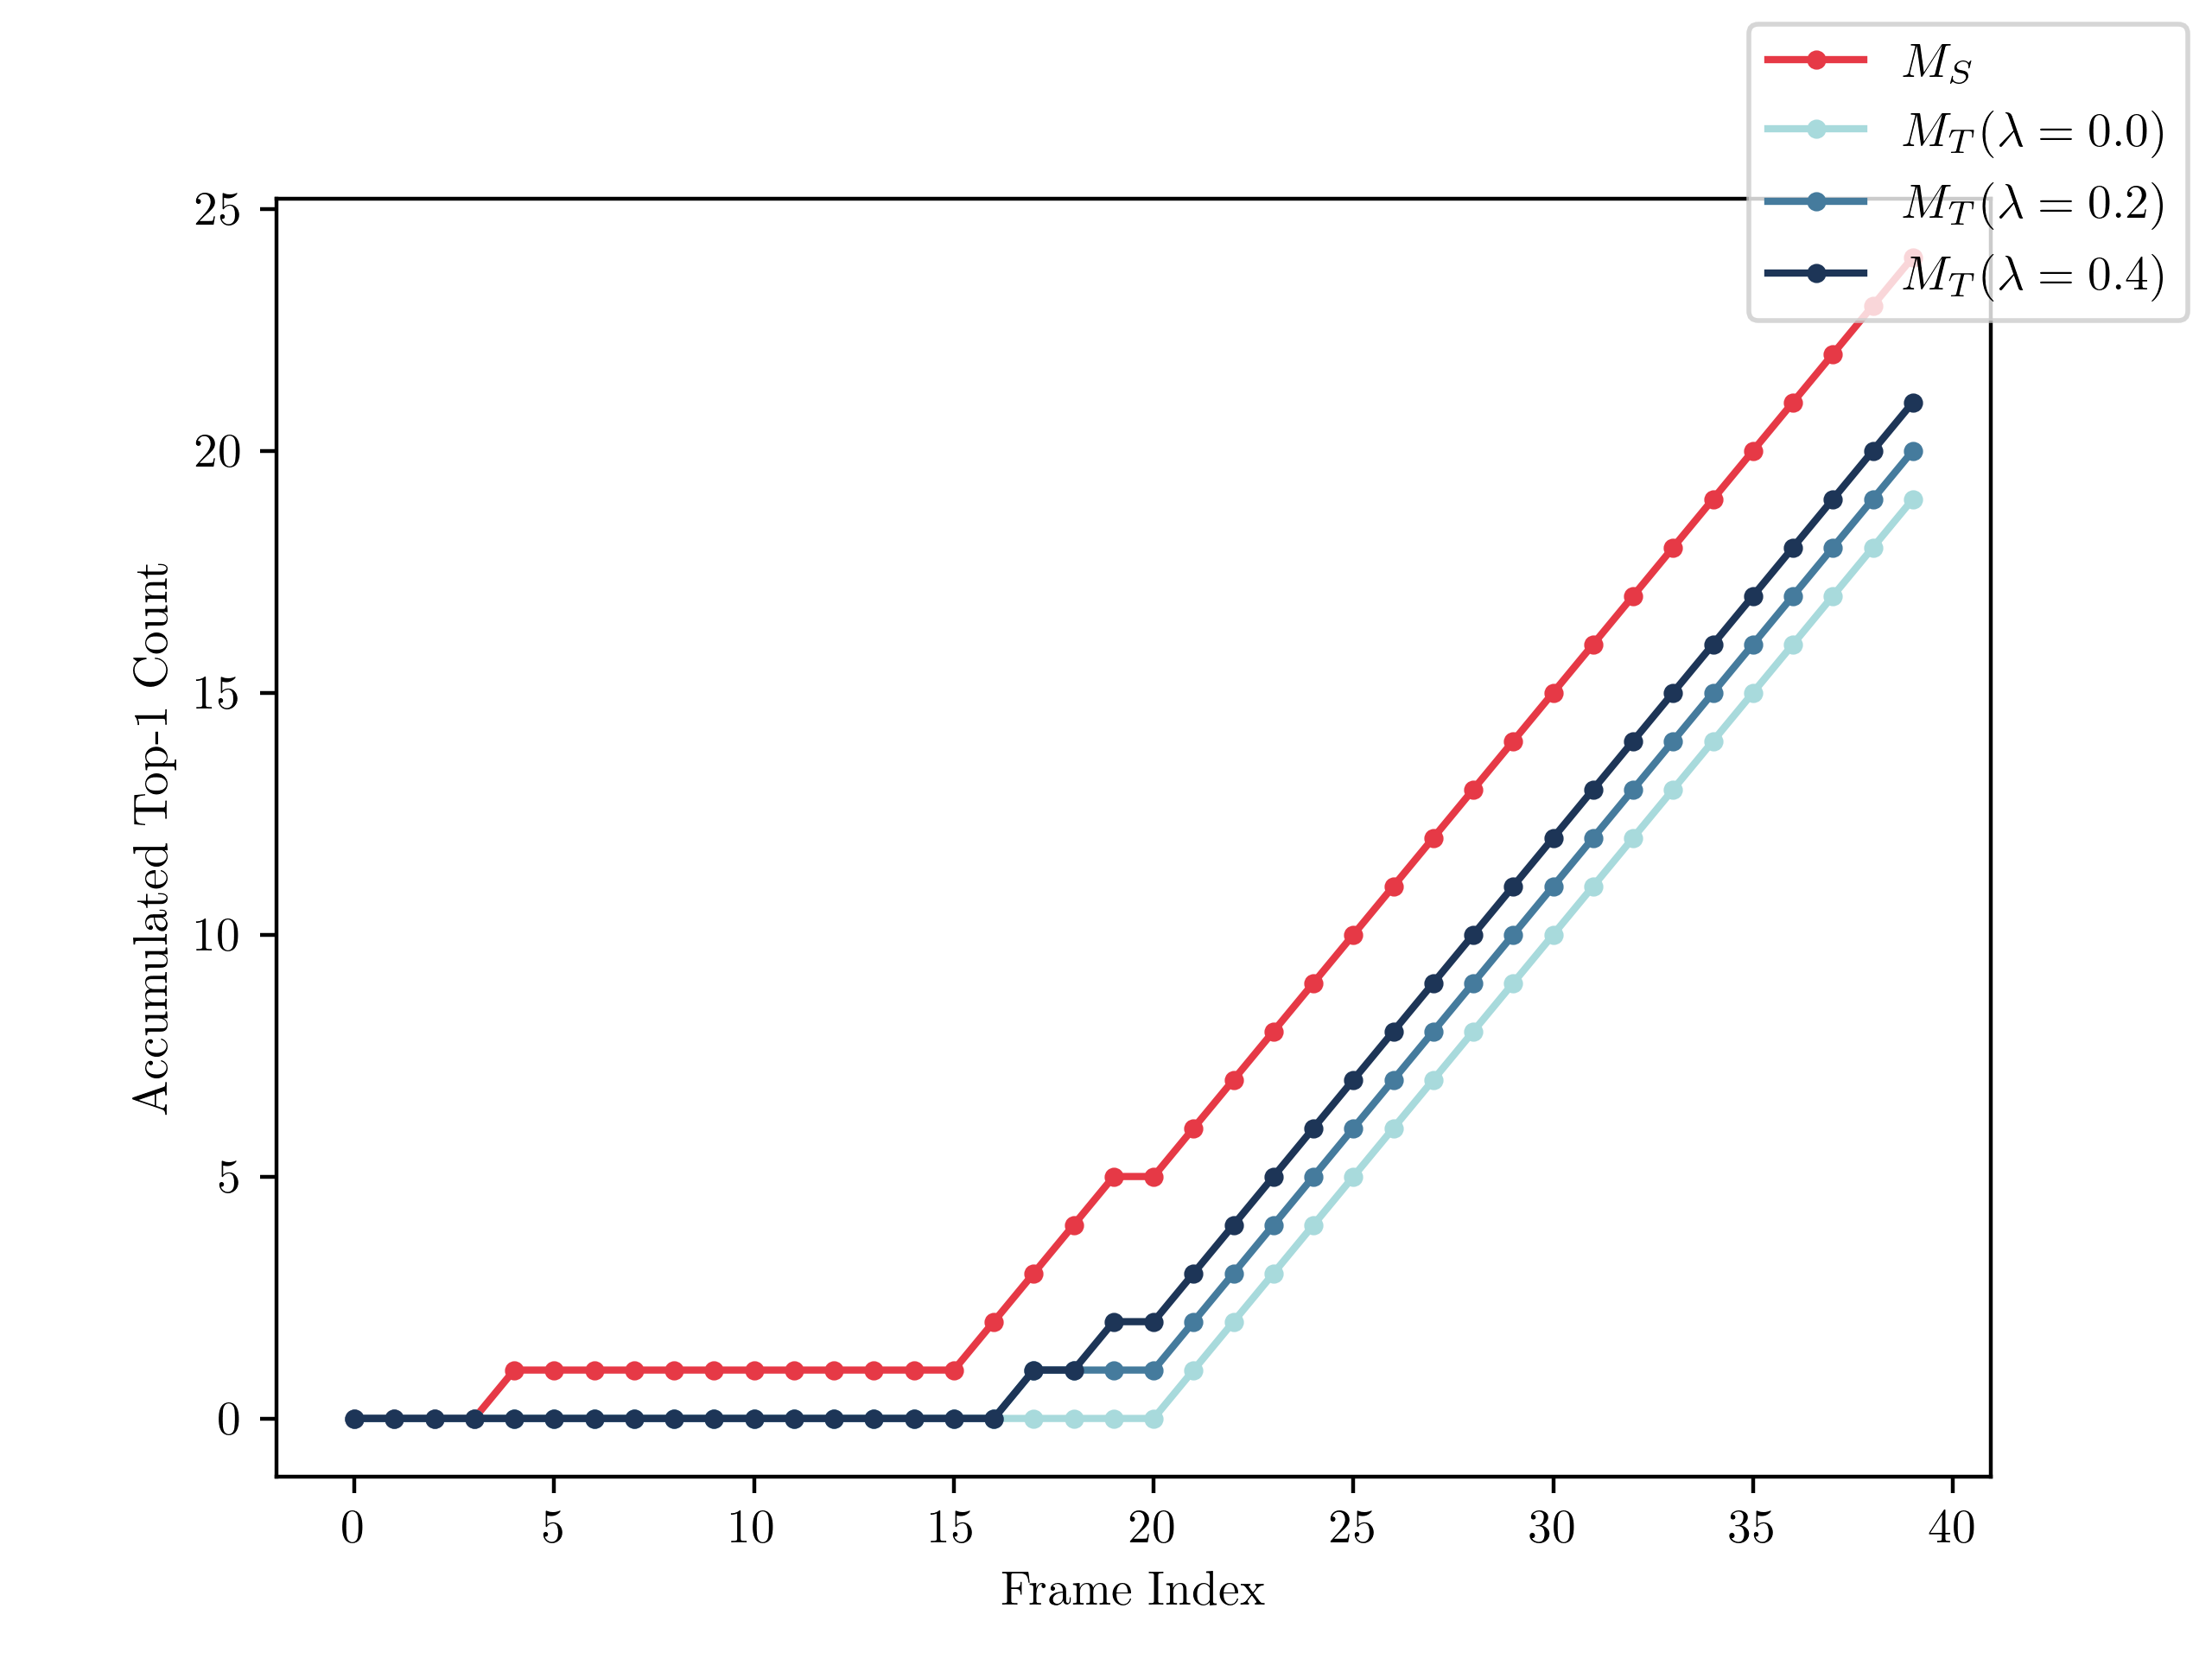 M_S
M_T(λ = 0.0)
M_T(λ = 0.2)
M_T(λ = 0.4)
25
20
15
10
5
0
Accumulated Top-1 Count
0 5 10 15 20 25 30 35 40
Frame Index